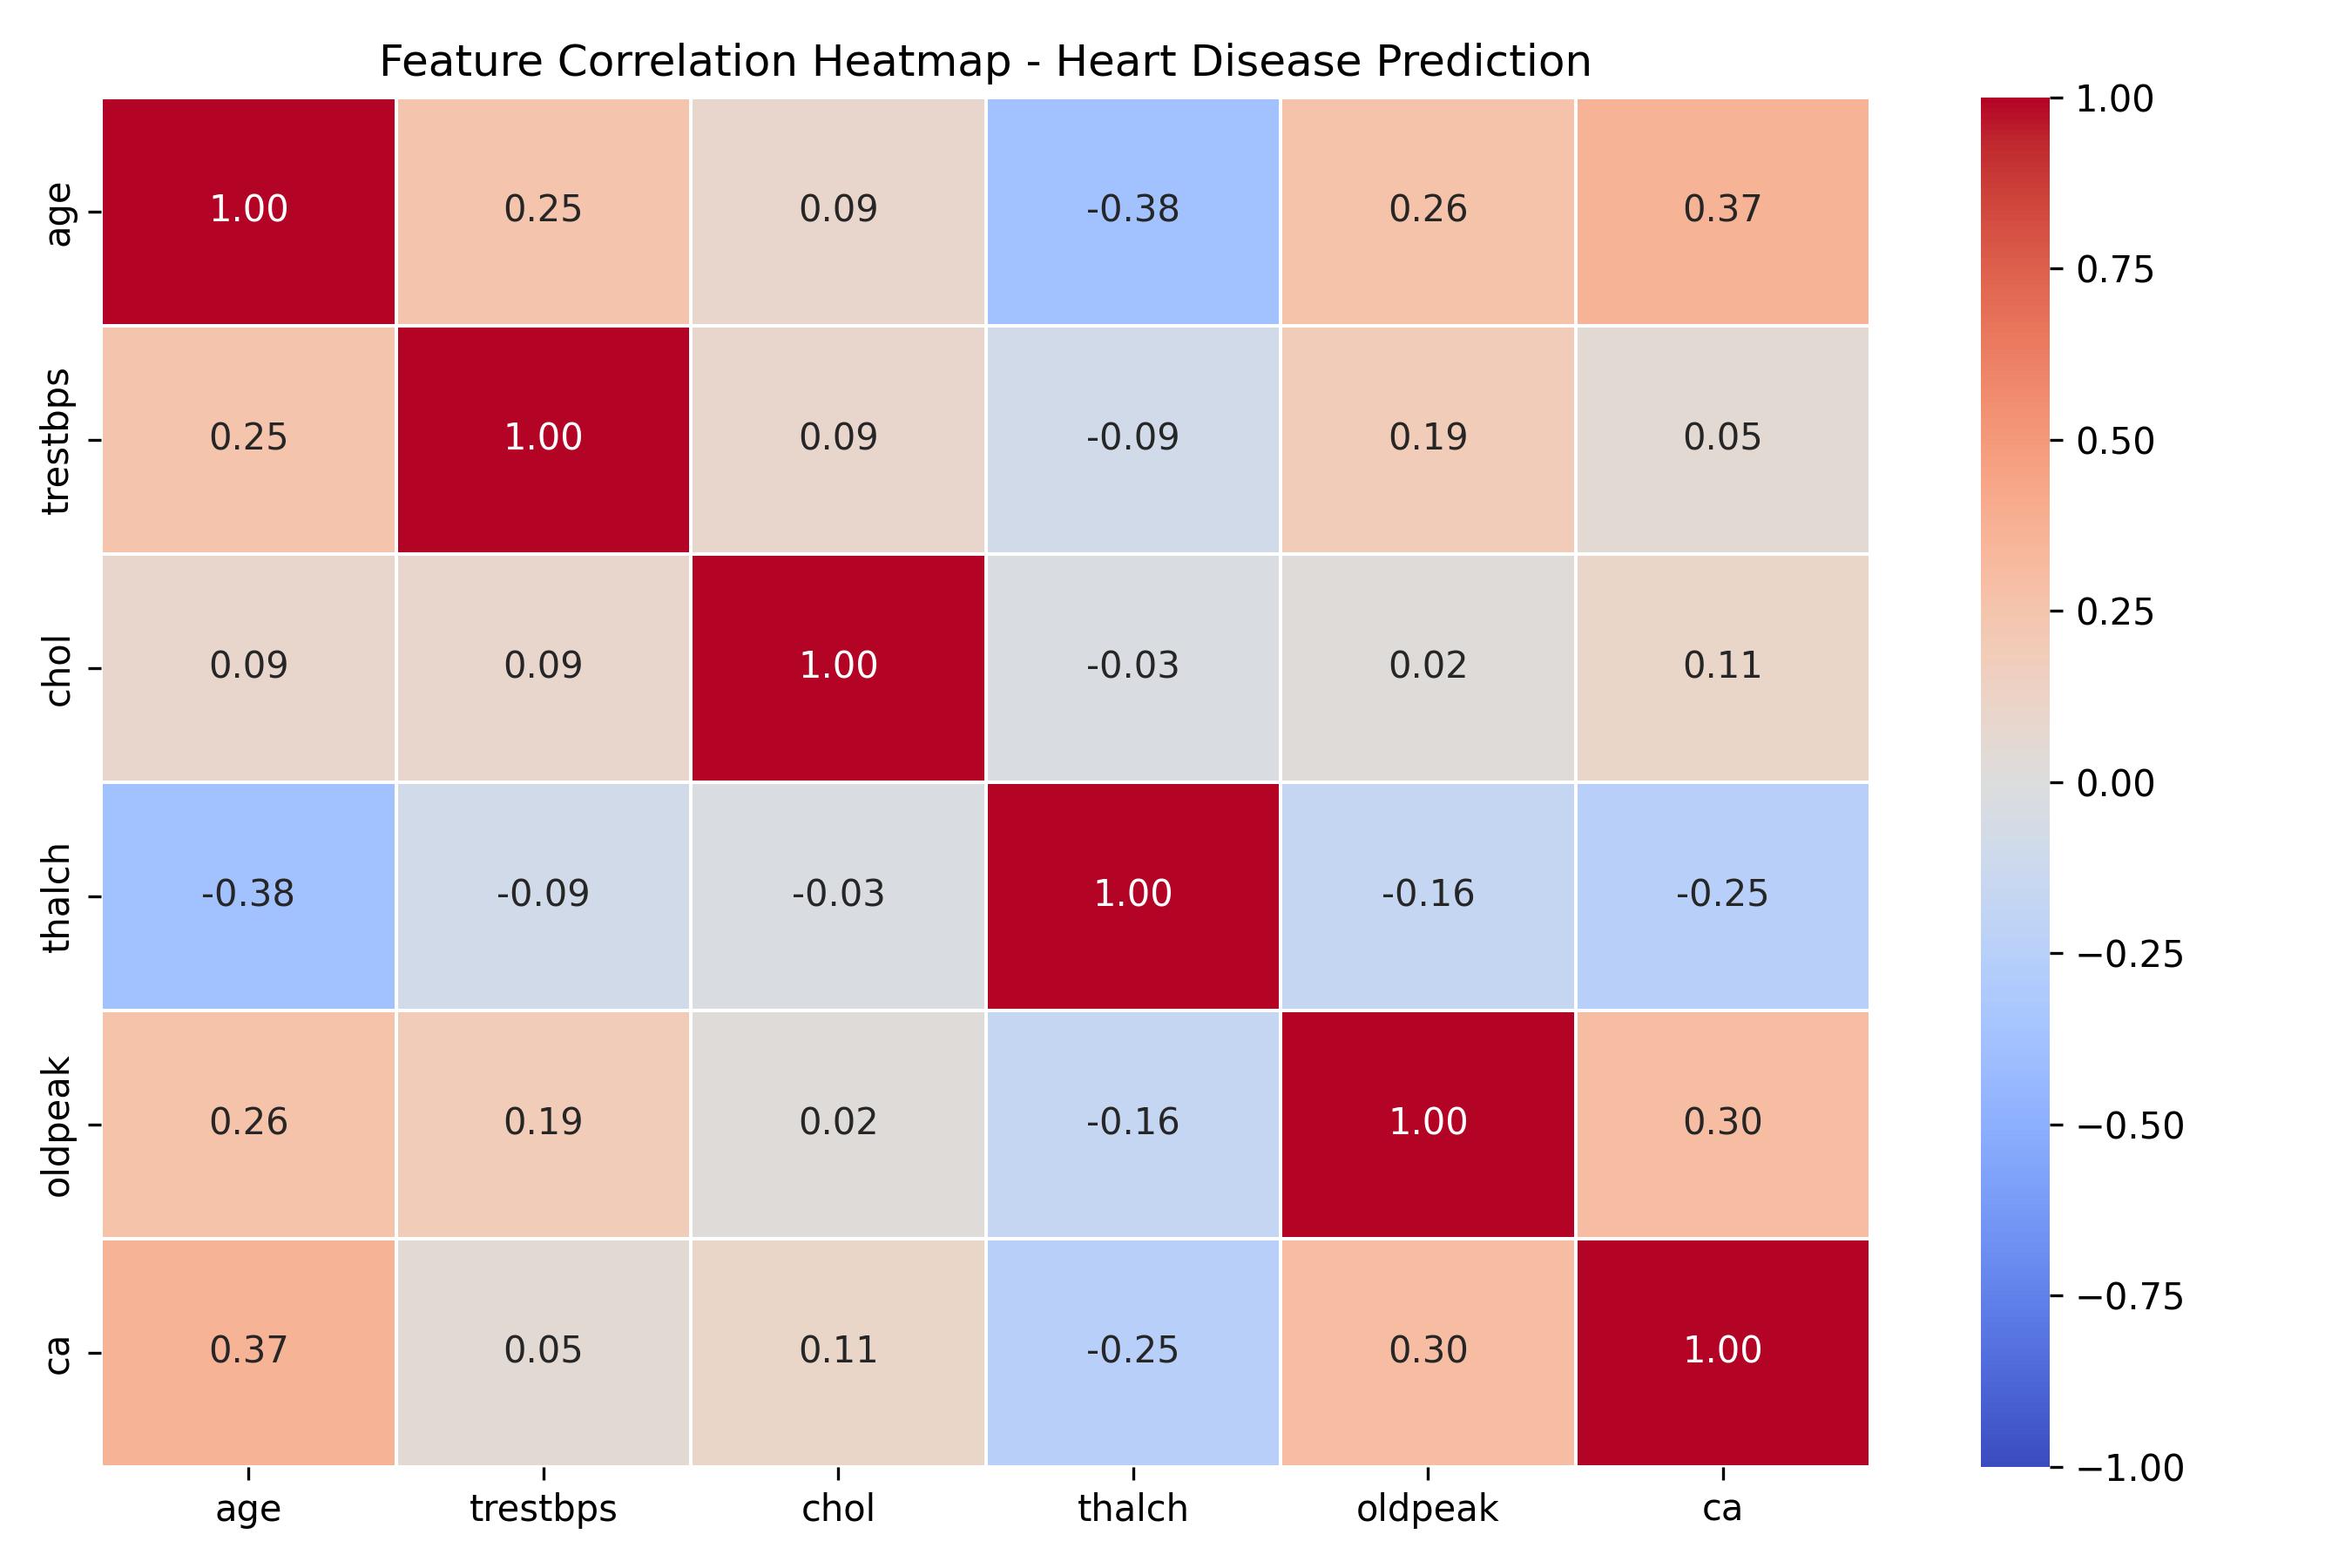 Feature Correlation Heatmap - Heart Disease Prediction
age 1.00 0.25 0.09 -0.38 0.26 0.37
trestbps 0.25 1.00 0.09 -0.09 0.19 0.05
chol 0.09 0.09 1.00 -0.03 0.02 0.11
thalch -0.38 -0.09 -0.03 1.00 -0.16 -0.25
oldpeak 0.26 0.19 0.02 -0.16 1.00 0.30
ca 0.37 0.05 0.11 -0.25 0.30 1.00
age trestbps chol thalch oldpeak ca
1.00
0.75
0.50
0.25
0.00
−0.25
−0.50
−0.75
−1.00